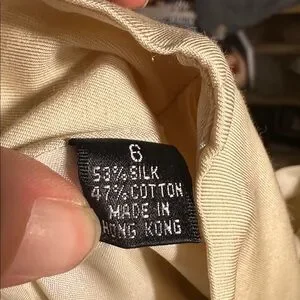 6
53% SILK
47% COTTON
MADE IN
HONG KONG